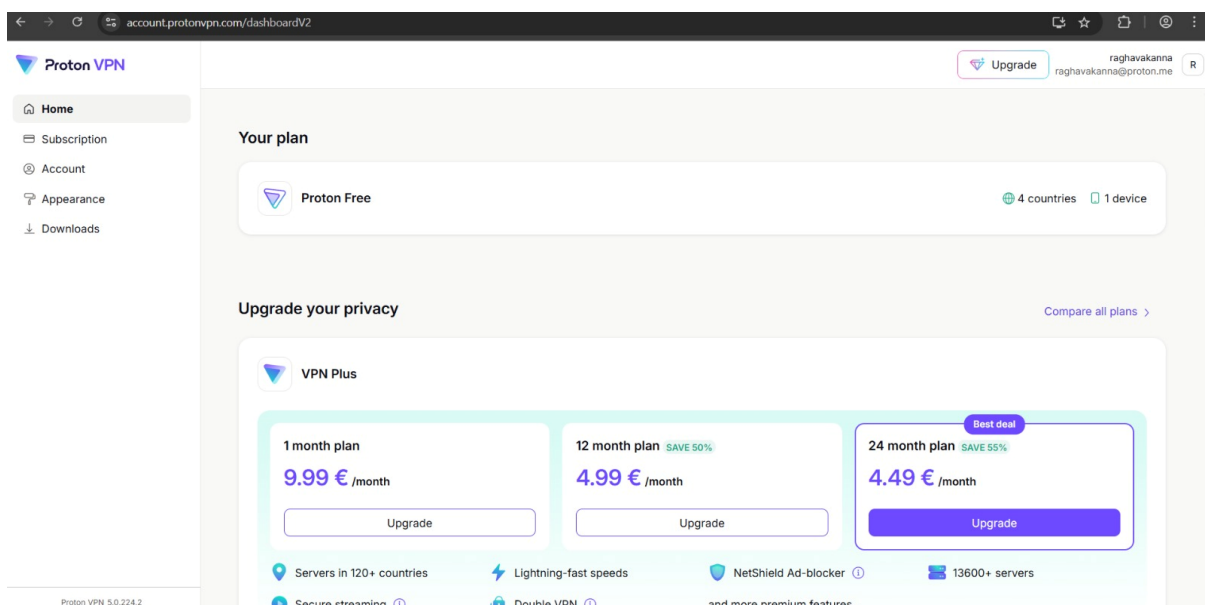 account.protonvpn.com/dashboardV2
Proton VPN
Upgrade
raghavakanna
raghavakanna@proton.me
R
Home
Subscription
Account
Appearance
Downloads
Your plan
Proton Free
4 countries
1 device
Upgrade your privacy
Compare all plans
VPN Plus
Best deal
1 month plan
9.99 € /month
Upgrade
12 month plan SAVE 50%
4.99 € /month
Upgrade
24 month plan SAVE 55%
4.49 € /month
Upgrade
Servers in 120+ countries
Lightning-fast speeds
NetShield Ad-blocker
13600+ servers
Secure streaming
Double VPN
and more premium features
Proton VPN 5.0.224.2